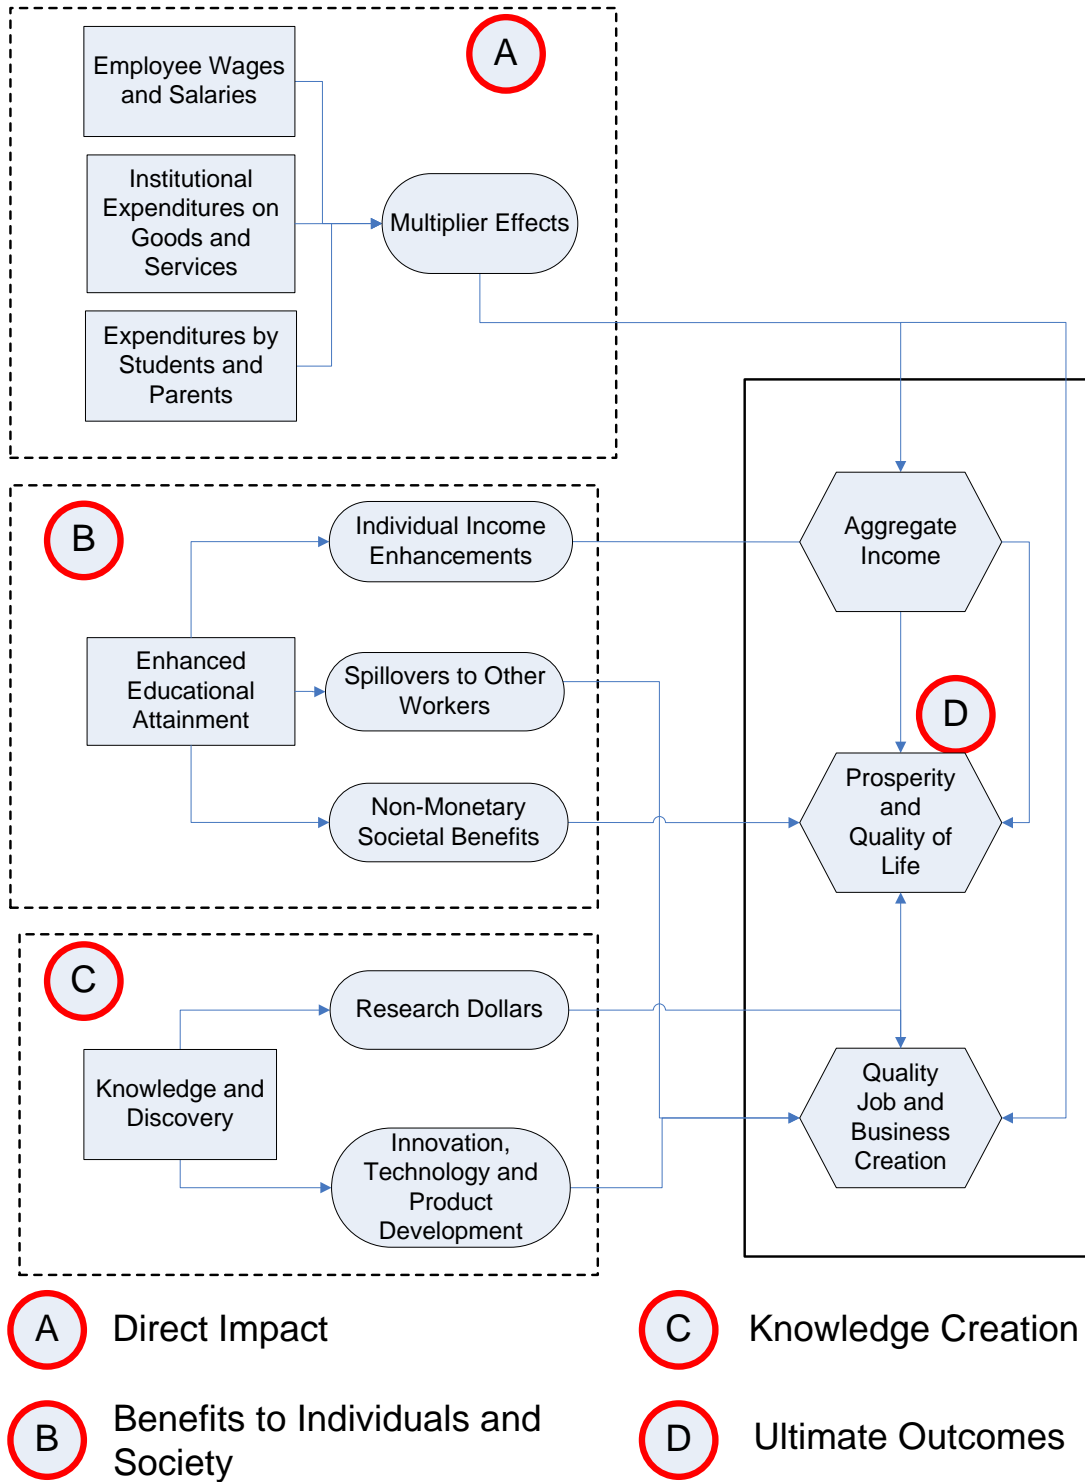 A
Employee Wages
and Salaries
Institutional
Expenditures on
Goods and
Services
Multiplier Effects
Expenditures by
Students and
Parents
B
Individual Income
Enhancements
Aggregate
Income
Enhanced
Educational
Attainment
Spillovers to Other
Workers
D
Non-Monetary
Societal Benefits
Prosperity
and
Quality of
Life
C
Research Dollars
Knowledge and
Discovery
Innovation,
Technology and
Product
Development
Quality
Job and
Business
Creation
A
Direct Impact
C
Knowledge Creation
B
Benefits to Individuals and
Society
D
Ultimate Outcomes